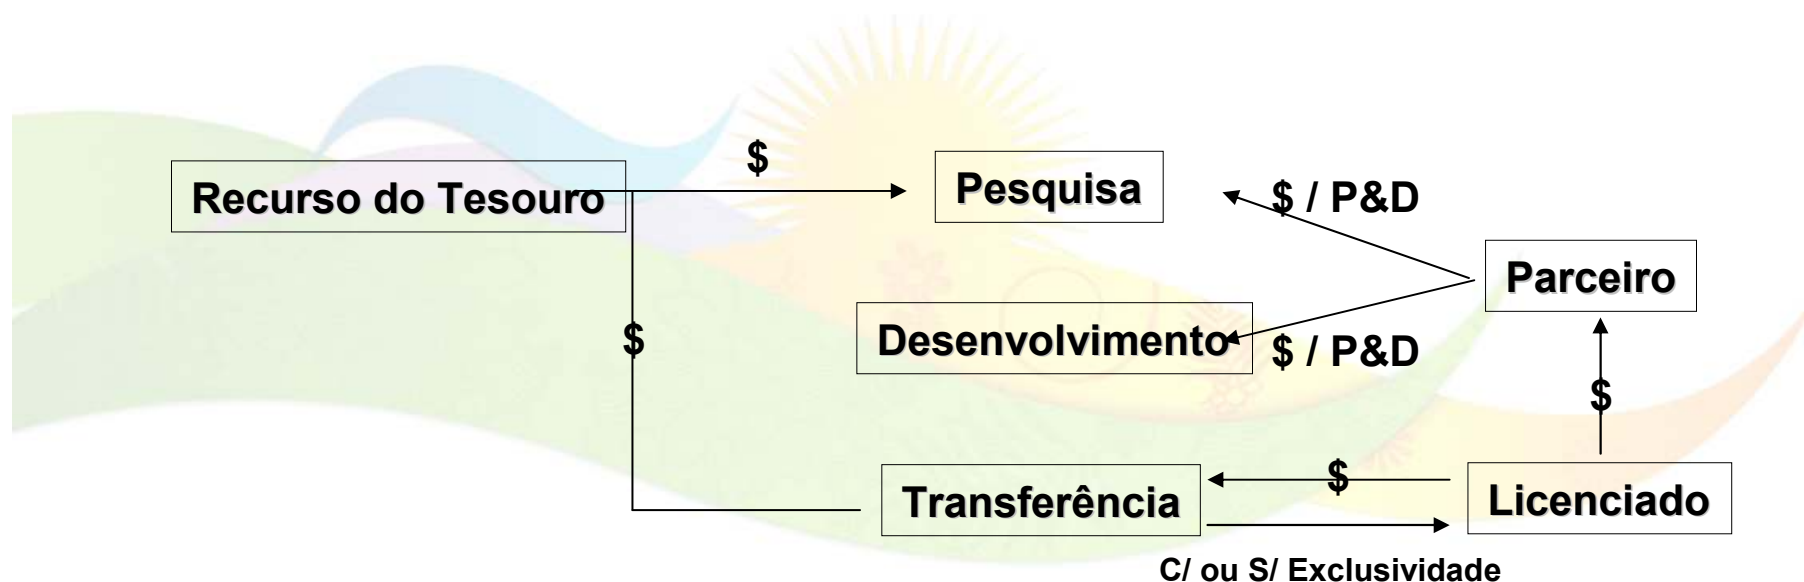 $
Recurso do Tesouro
Pesquisa
$ / P&D
Parceiro
$
Desenvolvimento
$ / P&D
$
Transferência
$
Licenciado
C/ ou S/ Exclusividade